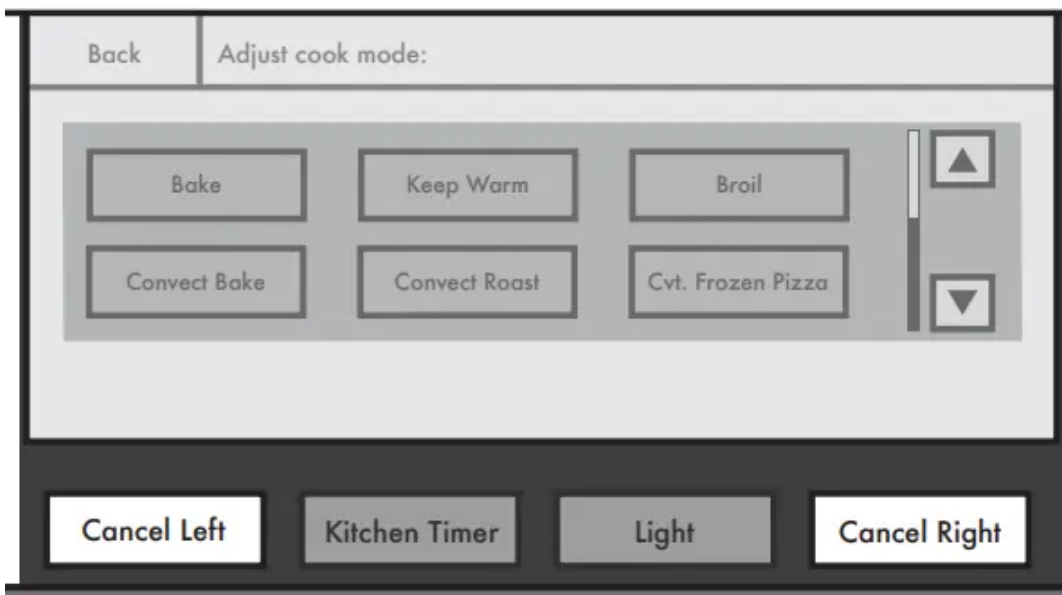 Back
Adjust cook mode:
Bake
Keep Warm
Broil
Convect Bake
Convect Roast
Cvt. Frozen Pizza
Cancel Left
Kitchen Timer
Light
Cancel Right